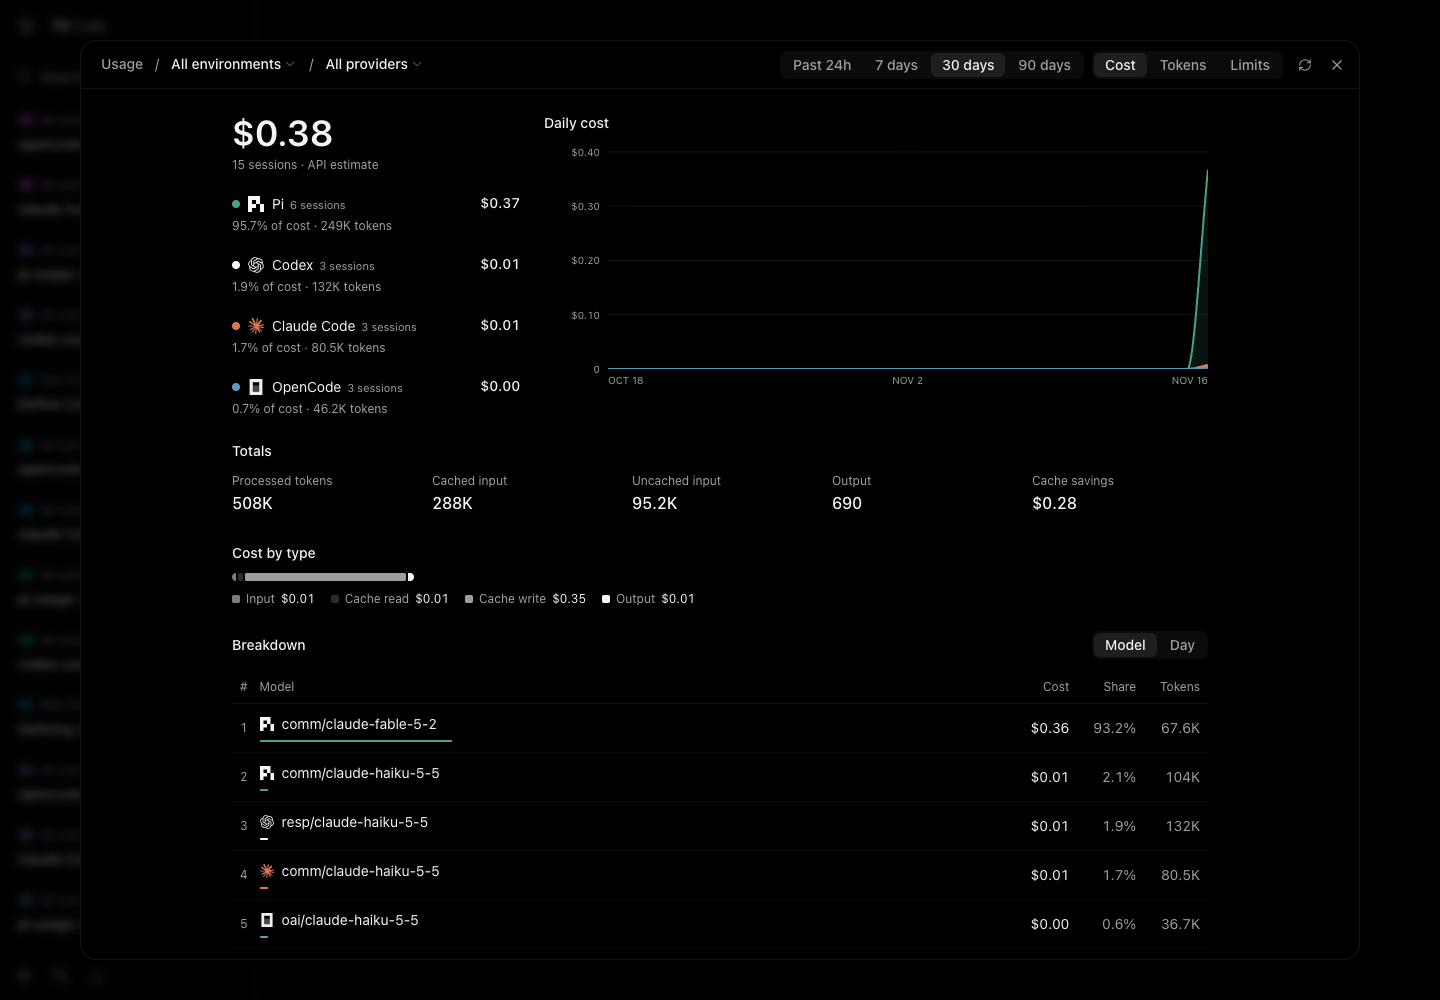 Usage / All environments / All providers
Past 24h 7 days 30 days 90 days Cost Tokens Limits
$0.38
15 sessions · API estimate
Pi 6 sessions $0.37
95.7% of cost · 249K tokens
Codex 3 sessions $0.01
1.9% of cost · 132K tokens
Claude Code 3 sessions $0.01
1.7% of cost · 80.5K tokens
OpenCode 3 sessions $0.00
0.7% of cost · 46.2K tokens
Daily cost
$0.40
$0.30
$0.20
$0.10
0
OCT 18 NOV 2 NOV 16
Totals
Processed tokens Cached input Uncached input Output Cache savings
508K 288K 95.2K 690 $0.28
Cost by type
Input $0.01 Cache read $0.01 Cache write $0.35 Output $0.01
Breakdown Model Day
# Model Cost Share Tokens
1 comm/claude-fable-5-2 $0.36 93.2% 67.6K
2 comm/claude-haiku-5-5 $0.01 2.1% 104K
3 resp/claude-haiku-5-5 $0.01 1.9% 132K
4 comm/claude-haiku-5-5 $0.01 1.7% 80.5K
5 oai/claude-haiku-5-5 $0.00 0.6% 36.7K